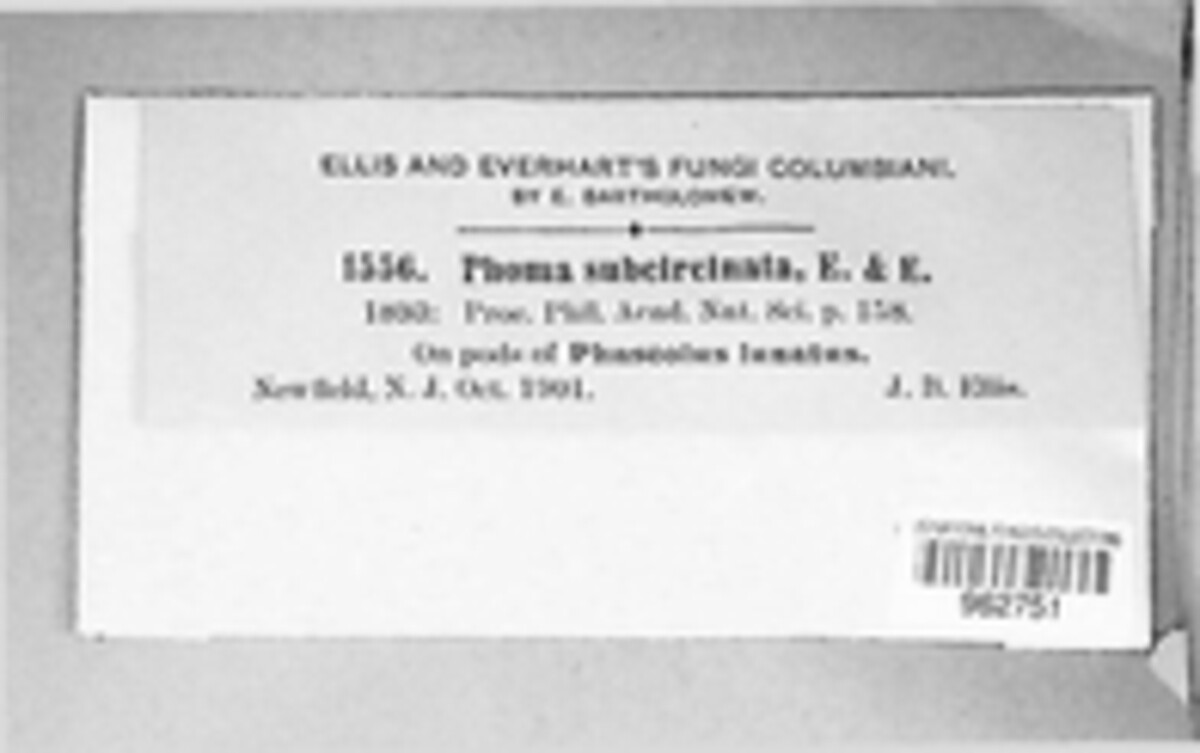 ELLIS AND EVERHART'S FUNGI COLUMBIANI.
BY E. BARTHOLOMEW.
1556. Phoma subcircinata, E. & E.
Proc. Phil. Acad. Nat. Sci. p. 158.
On pods of Phaseolus lunatus.
Newfield, N. J. Oct. 1901. J. B. Ellis.
962751